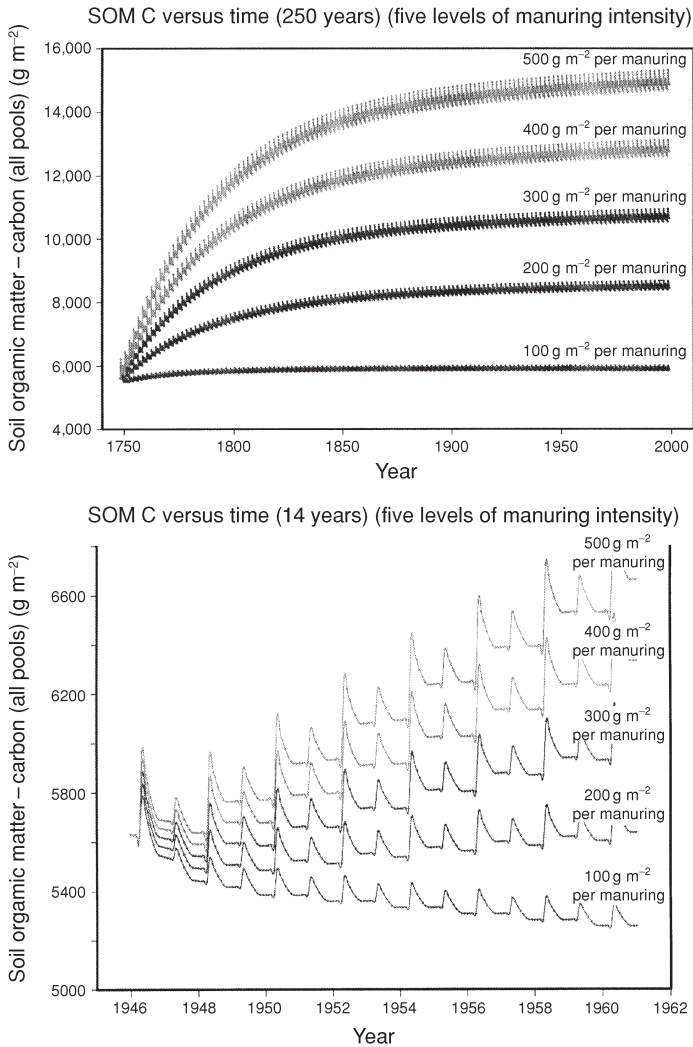 SOM C versus time (250 years) (five levels of manuring intensity)
Soil organic matter – carbon (all pools) (g m⁻²)
16,000
14,000
12,000
10,000
8,000
6,000
4,000
500 g m⁻² per manuring
400 g m⁻² per manuring
300 g m⁻² per manuring
200 g m⁻² per manuring
100 g m⁻² per manuring
1750 1800 1850 1900 1950 2000
Year
SOM C versus time (14 years) (five levels of manuring intensity)
Soil organic matter – carbon (all pools) (g m⁻²)
6600
6200
5800
5400
5000
500 g m⁻²
per manuring
400 g m⁻²
per manuring
300 g m⁻²
per manuring
200 g m⁻²
per manuring
100 g m⁻²
per manuring
1946 1948 1950 1952 1954 1956 1958 1960 1962
Year